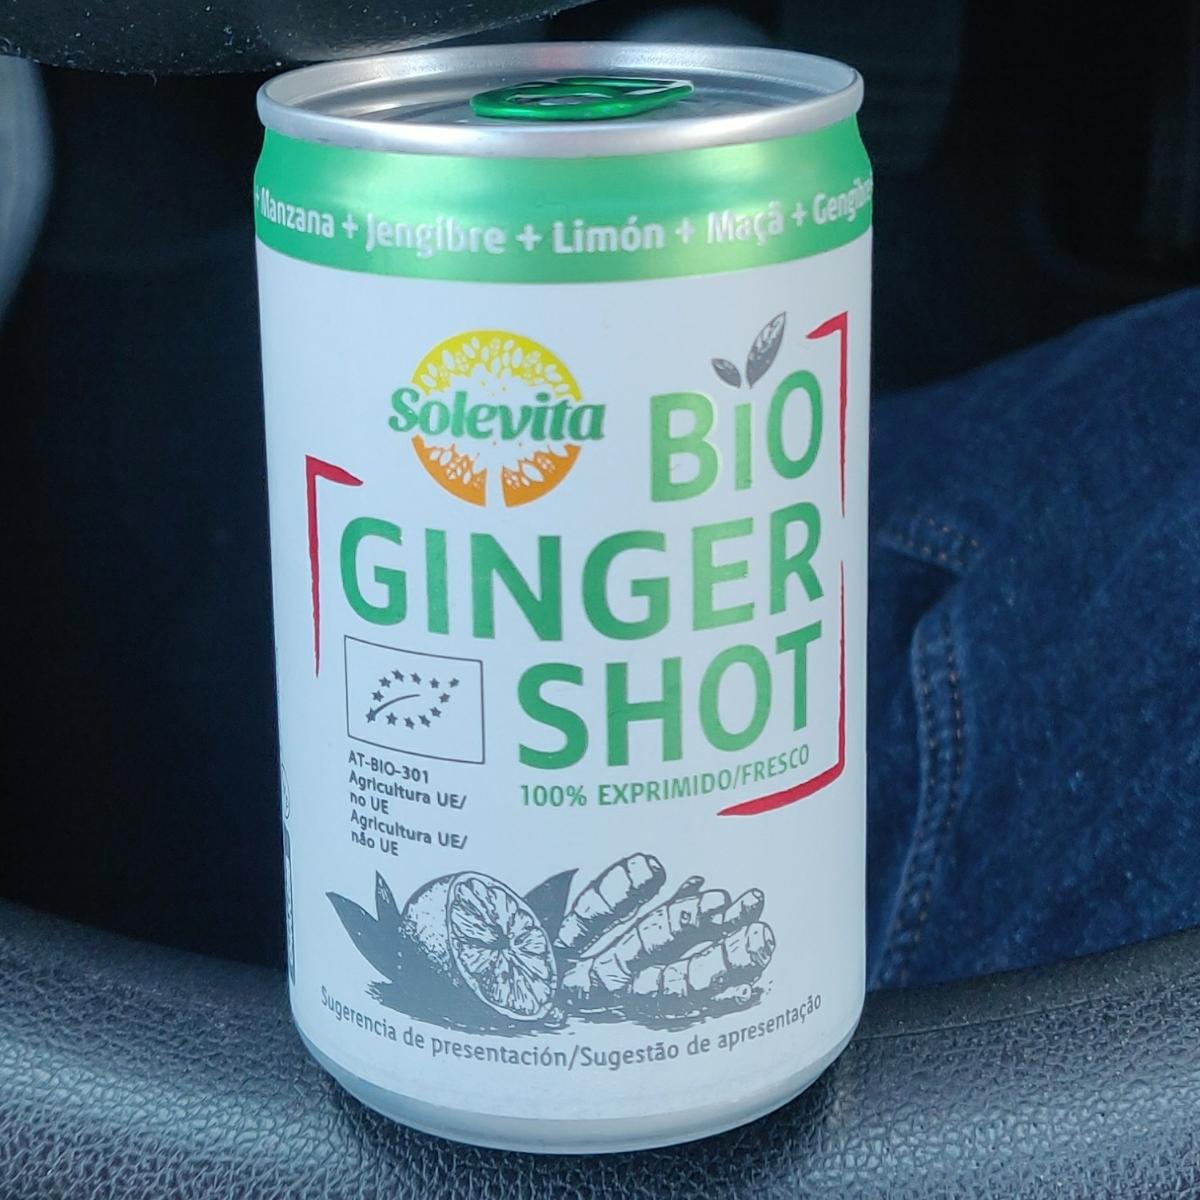 + Manzana + Jengibre + Limón + Maçã + Gengibre
Solevita
BIO
GINGER
SHOT
100% EXPRIMIDO/FRESCO
AT-BIO-301
Agricultura UE/
no UE
Agricultura UE/
não UE
Sugerencia de presentación/Sugestão de apresentação